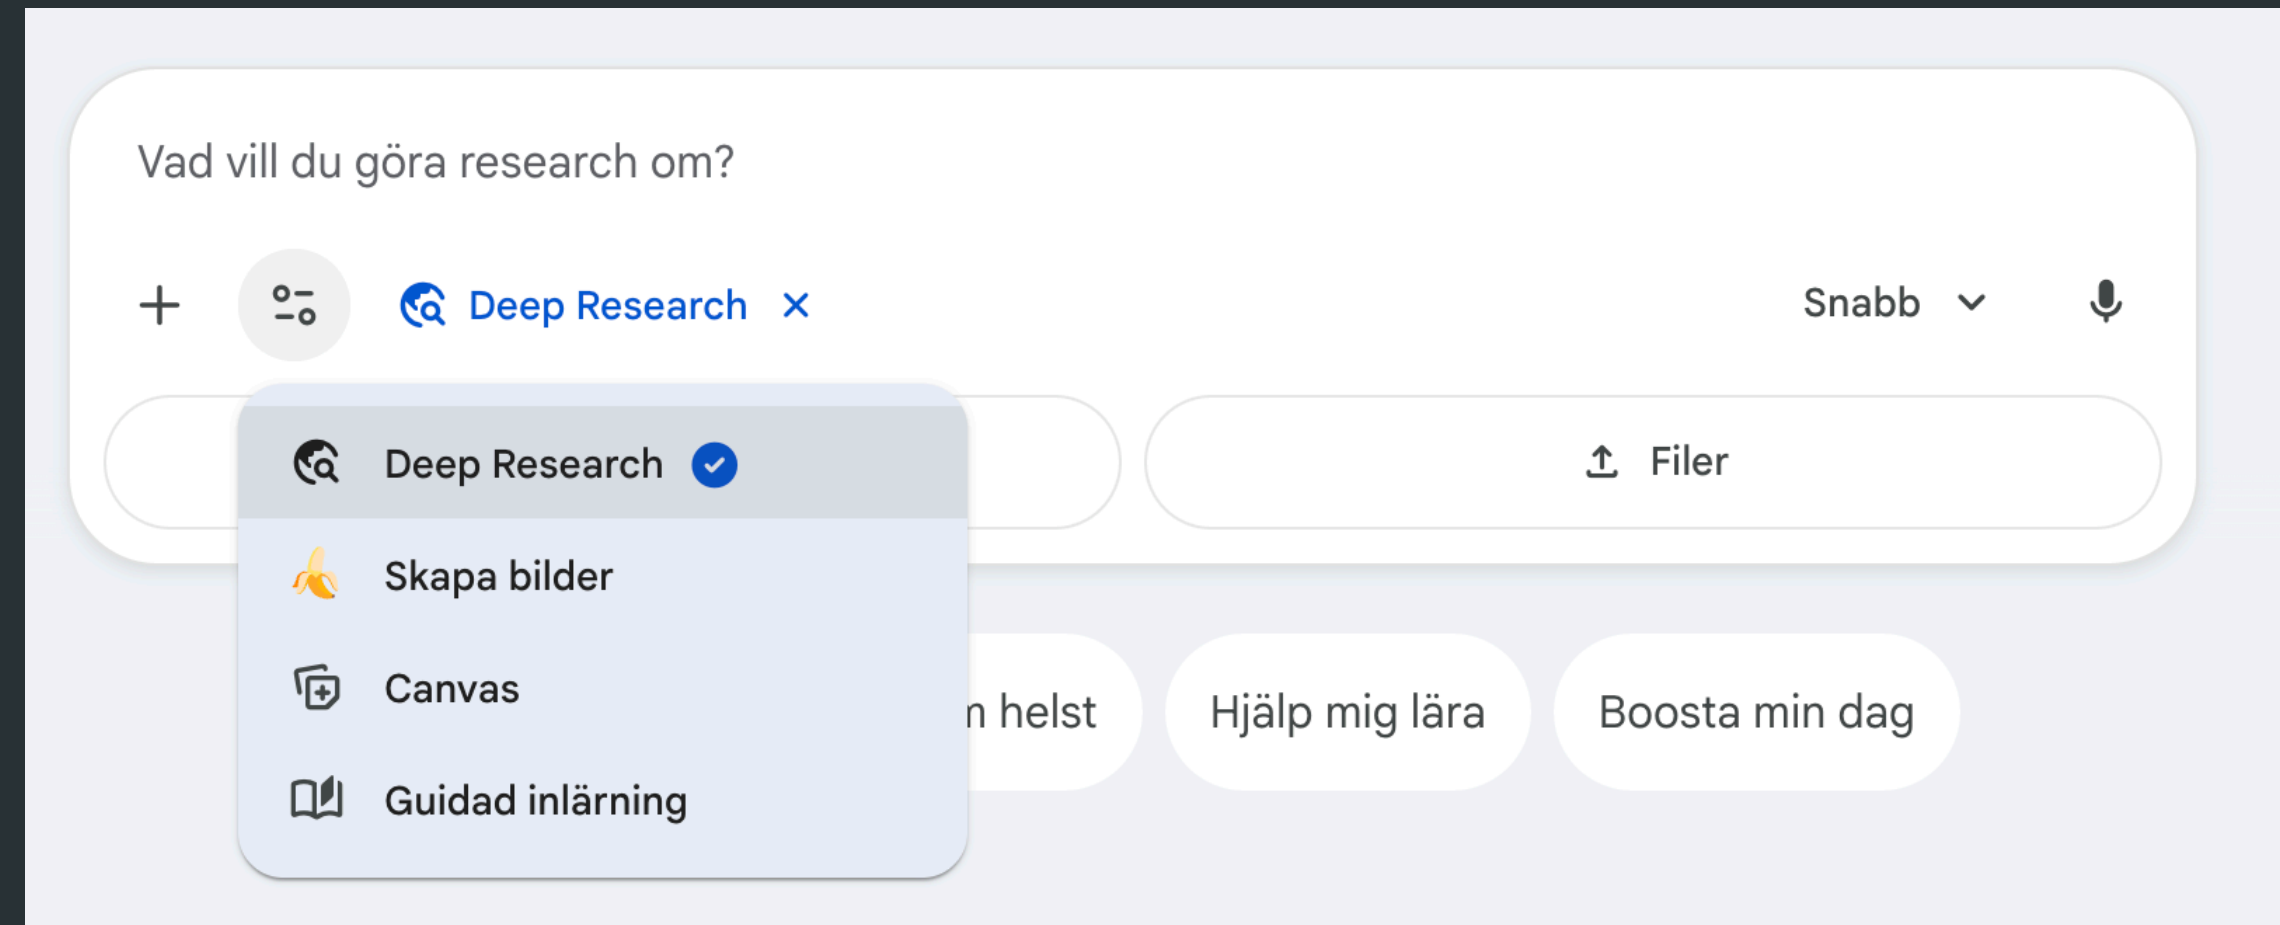 Vad vill du göra research om?
Deep Research
Snabb
Deep Research
Filer
Skapa bilder
Canvas
Guidad inlärning
helst
Hjälp mig lära
Boosta min dag